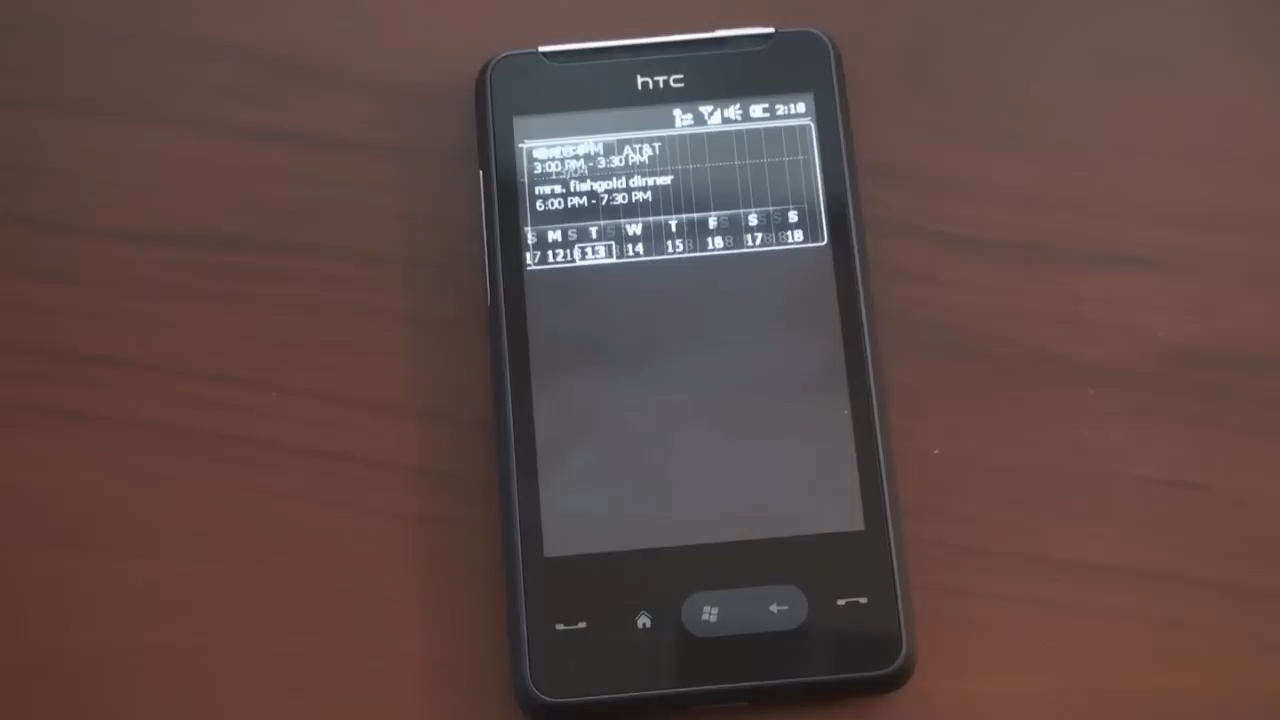 hTC
2:18
AT&T
3:00 PM - 3:30 PM
mrs. fishgold dinner
6:00 PM - 7:30 PM
S M T W T F S S
12 13 14 15 16 17 18